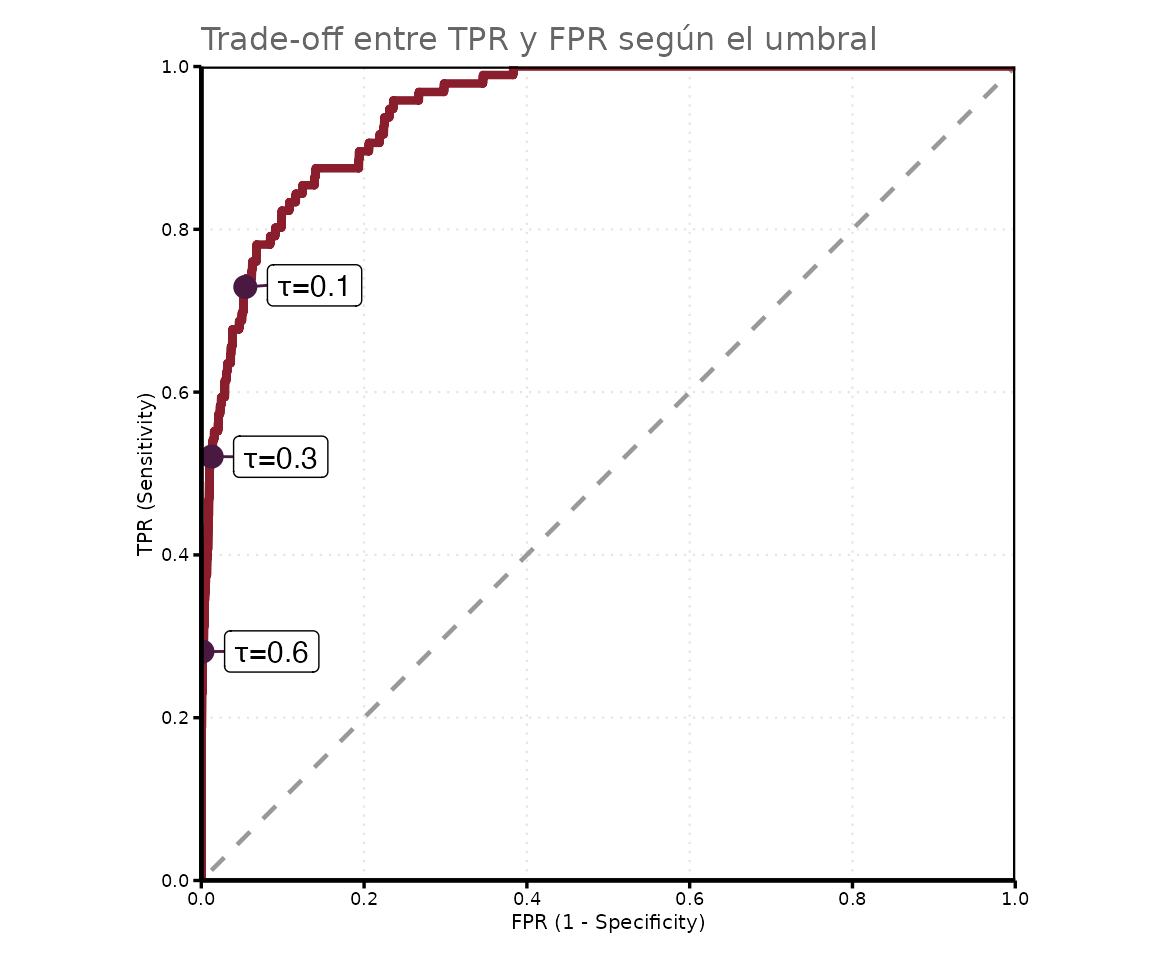 Trade-off entre TPR y FPR según el umbral
1.0
0.8
0.6
0.4
0.2
0.0
TPR (Sensitivity)
τ=0.1
τ=0.3
τ=0.6
0.0 0.2 0.4 0.6 0.8 1.0
FPR (1 - Specificity)